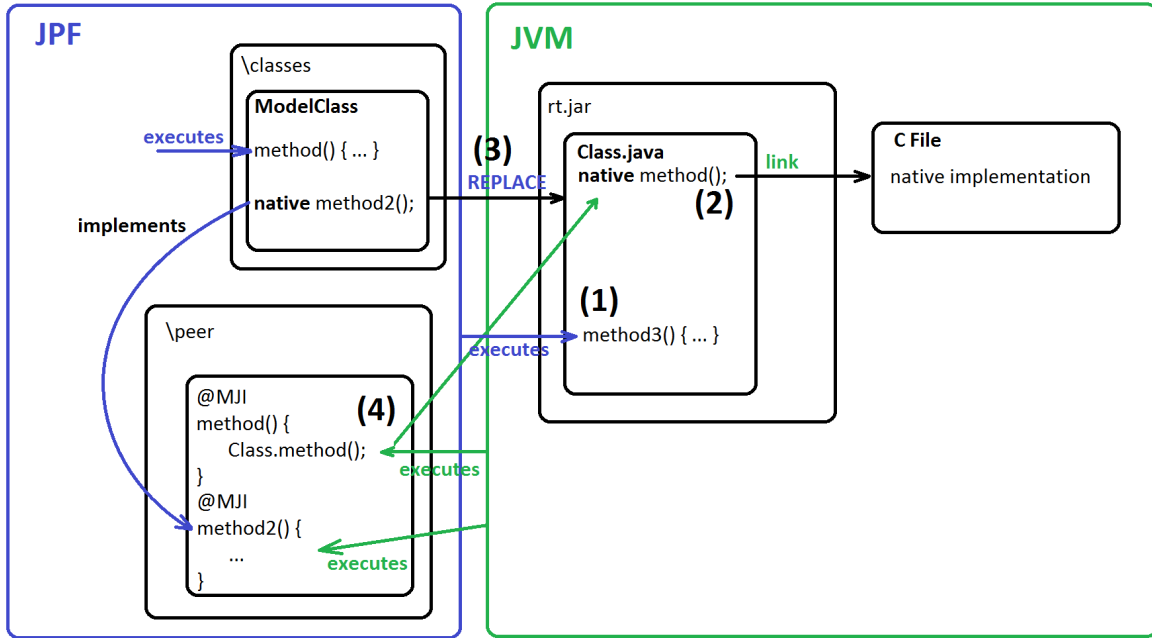 JPF
\classes
ModelClass
executes
method() { ... }
native method2();
implements
(3)
REPLACE
\peer
@MJI
method() {
Class.method();
}
@MJI
method2() {
...
}
(4)
executes
executes
JVM
rt.jar
Class.java
native method();
(2)
(1)
method3() { ... }
executes
link
C File
native implementation